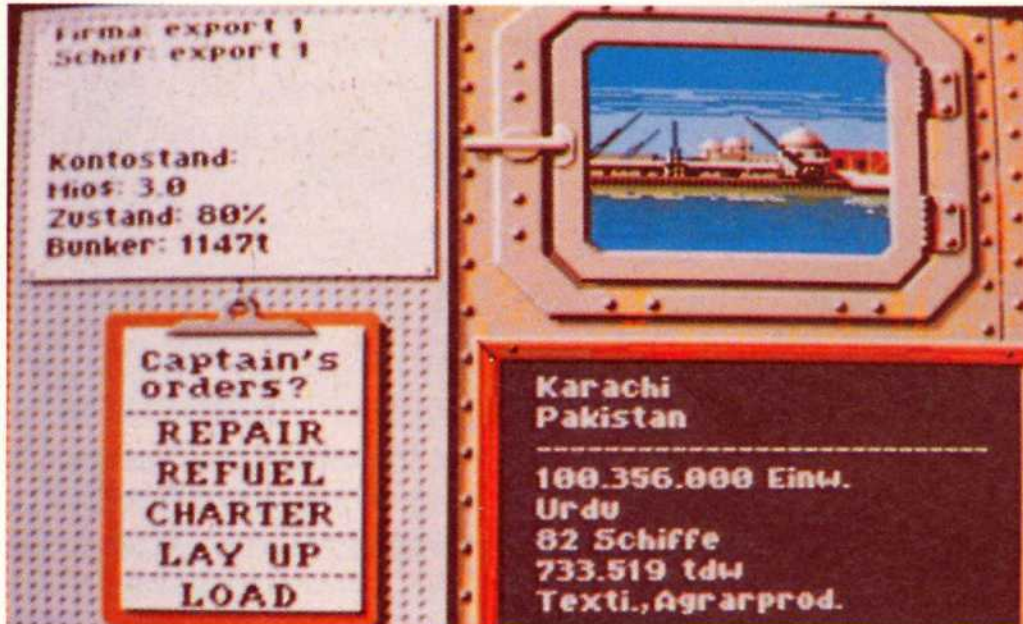 Firma: export 1
Schiff: export 1
Kontostand:
Mio$: 3.0
Zustand: 80%
Bunker: 1147t
Captain's
orders?
REPAIR
REFUEL
CHARTER
LAY UP
LOAD
Karachi
Pakistan
100.356.000 Einw.
Urdu
82 Schiffe
733.519 tdw
Texti.,Agrarprod.